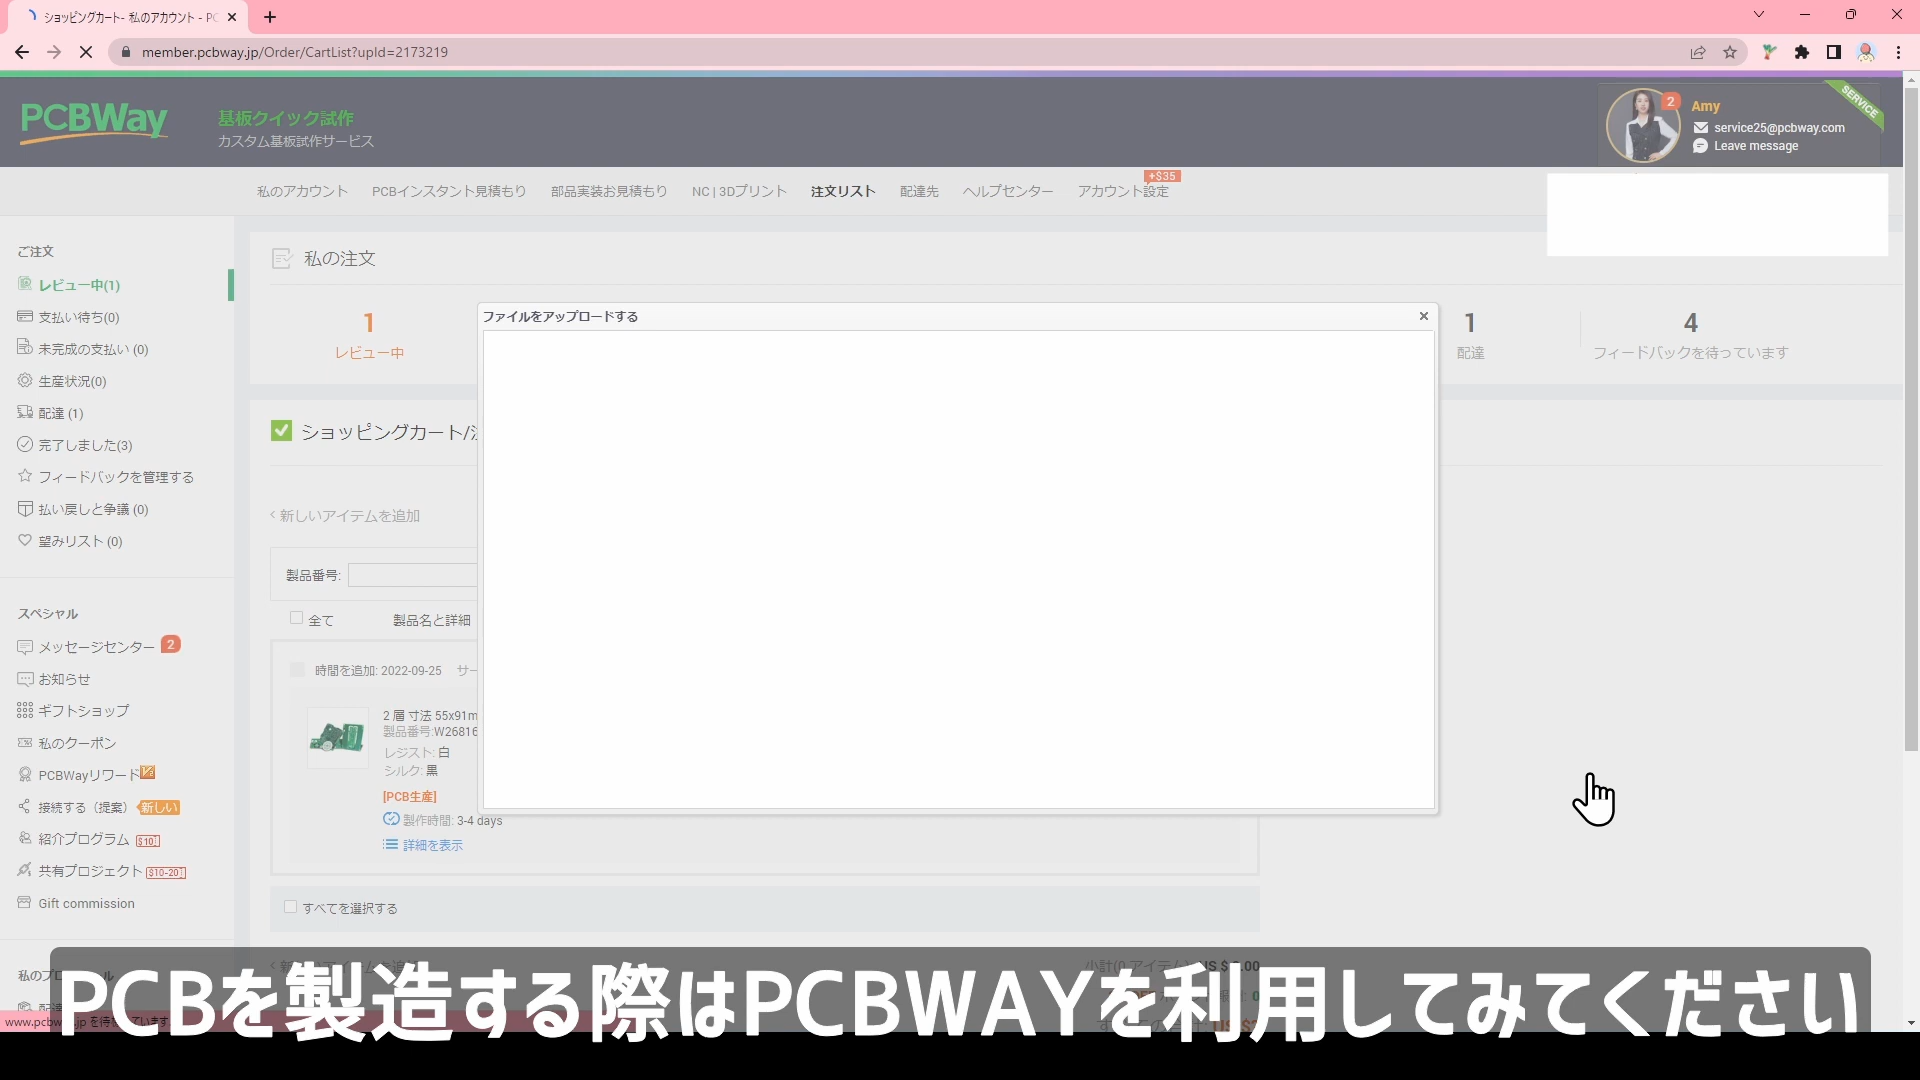 ショッピングカート- 私のアカウント - PC
member.pcbway.jp/Order/CartList?upId=2173219
PCBWay
基板クイック試作
カスタム基板試作サービス
2
Amy
service25@pcbway.com
Leave message
SERVICE
私のアカウント
PCBインスタント見積もり
部品実装お見積もり
NC | 3Dプリント
注文リスト
配達先
ヘルプセンター
アカウント設定
+$35
ご注文
レビュー中(1)
支払い待ち(0)
未完成の支払い (0)
生産状況(0)
配達 (1)
完了しました(3)
フィードバックを管理する
払い戻しと争議 (0)
望みリスト (0)
スペシャル
メッセージセンター 2
お知らせ
ギフトショップ
私のクーポン
PCBWayリワード
接続する（提案） 新しい
紹介プログラム $10
共有プロジェクト $10-20
Gift commission
私の注文
1
レビュー中
1
配達
4
フィードバックを待っています
ファイルをアップロードする
ショッピングカート/
< 新しいアイテムを追加
製品番号:
全て
製品名と詳細
時間を追加: 2022-09-25 サー
2 層 寸法 55x91m
製品番号:W26816
レジスト: 白
シルク: 黒
[PCB生産]
製作時間: 3-4 days
詳細を表示
すべてを選択する
PCBを製造する際はPCBWAYを利用してみてください